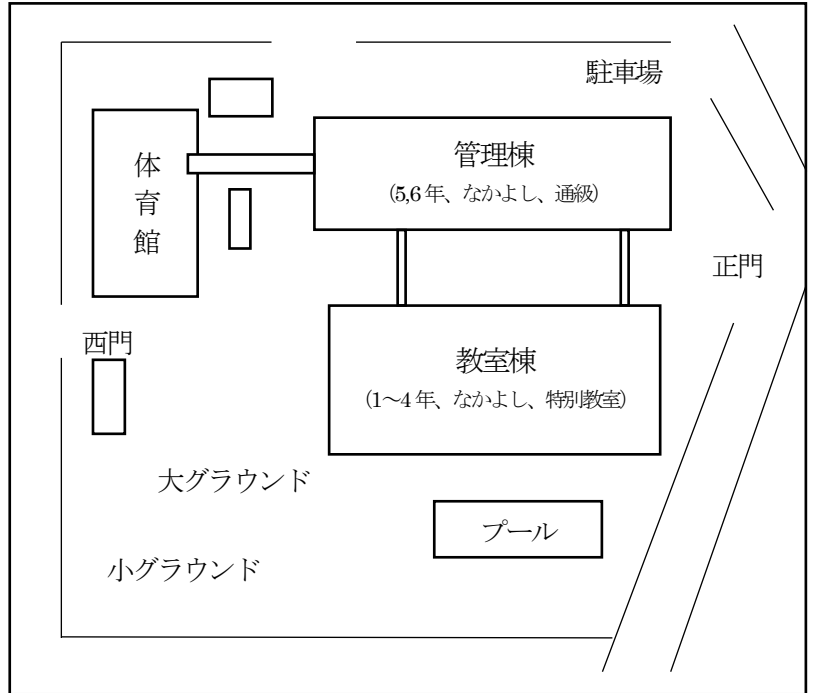 駐車場
管理棟
(5,6年、なかよし、通級)
体育館
正門
西門
教室棟
(1～4年、なかよし、特別教室)
大グラウンド
プール
小グラウンド